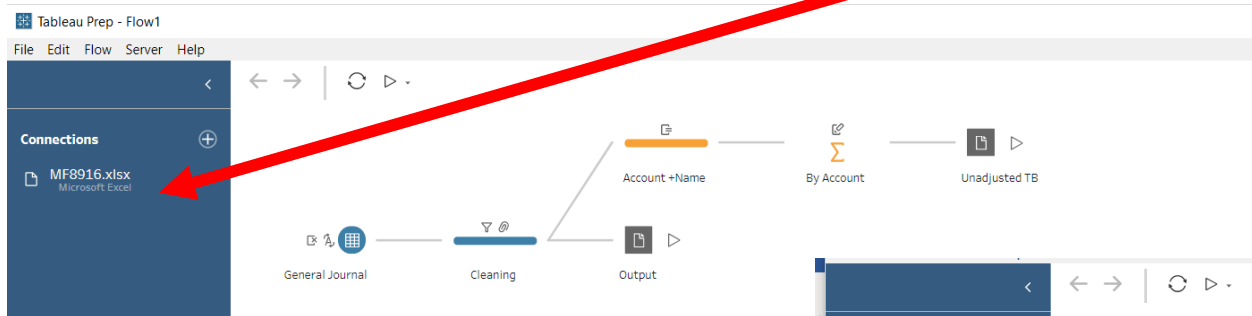 Tableau Prep - Flow1
File Edit Flow Server Help
Connections
MF8916.xlsx
Microsoft Excel
Account +Name
By Account
Unadjusted TB
General Journal
Cleaning
Output